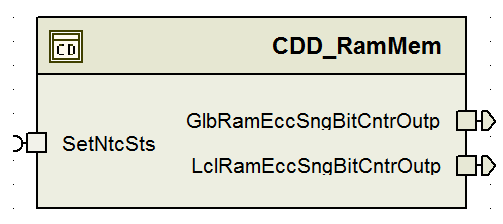 CD
CDD_RamMem
GlbRamEccSngBitCntrOutp
SetNtcSts
LclRamEccSngBitCntrOutp